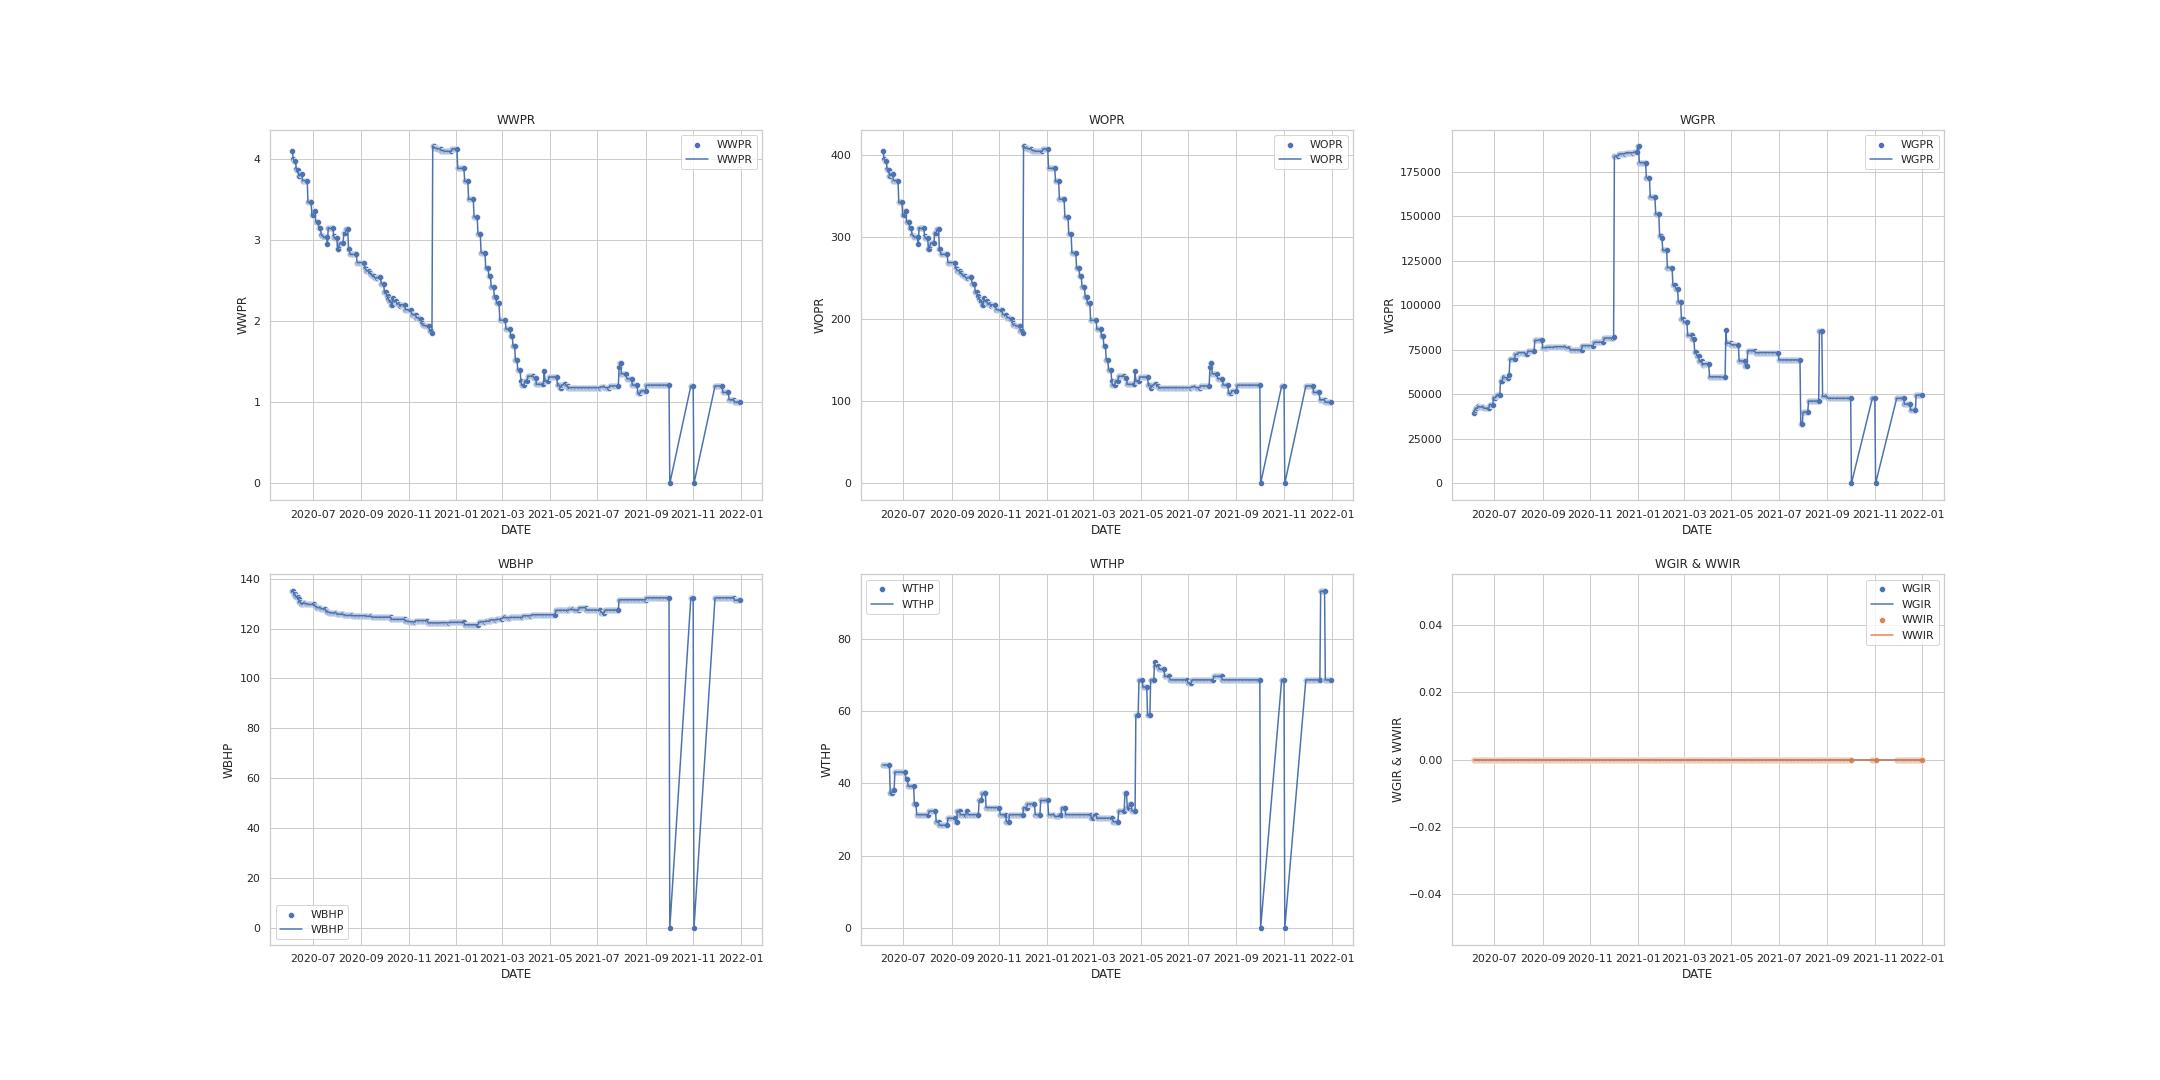 WWPR
WWPR
WWPR
4
3
2
1
0
WWPR
2020-07 2020-09 2020-11 2021-01 2021-03 2021-05 2021-07 2021-09 2021-11 2022-01
DATE
WOPR
WOPR
WOPR
400
300
200
100
0
WOPR
2020-07 2020-09 2020-11 2021-01 2021-03 2021-05 2021-07 2021-09 2021-11 2022-01
DATE
WGPR
WGPR
WGPR
175000
150000
125000
100000
75000
50000
25000
0
WGPR
2020-07 2020-09 2020-11 2021-01 2021-03 2021-05 2021-07 2021-09 2021-11 2022-01
DATE
WBHP
140
120
100
80
60
40
20
0
WBHP
WBHP
WBHP
2020-07 2020-09 2020-11 2021-01 2021-03 2021-05 2021-07 2021-09 2021-11 2022-01
DATE
WTHP
WTHP
WTHP
80
60
40
20
0
WTHP
2020-07 2020-09 2020-11 2021-01 2021-03 2021-05 2021-07 2021-09 2021-11 2022-01
DATE
WGIR & WWIR
WGIR
WGIR
WWIR
WWIR
0.04
0.02
0.00
−0.02
−0.04
WGIR & WWIR
2020-07 2020-09 2020-11 2021-01 2021-03 2021-05 2021-07 2021-09 2021-11 2022-01
DATE